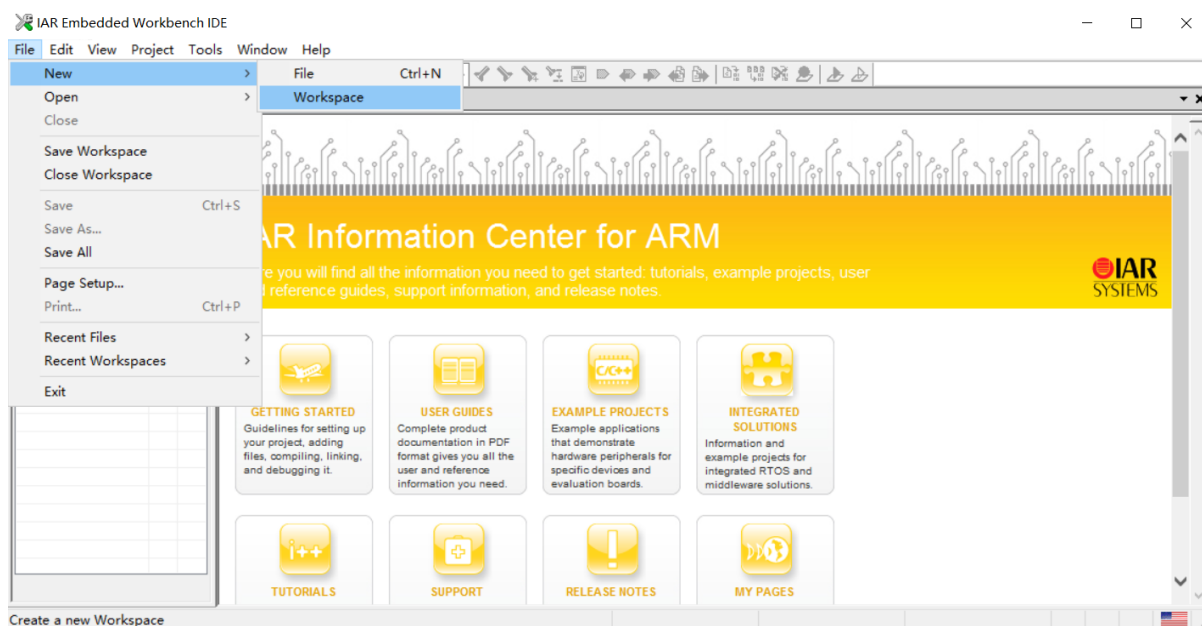 IAR Embedded Workbench IDE
File Edit View Project Tools Window Help
New
File Ctrl+N
Open
Workspace
Close
Save Workspace
Close Workspace
Save Ctrl+S
Save As...
Save All
Page Setup...
Print... Ctrl+P
Recent Files
Recent Workspaces
Exit
AR Information Center for ARM
re you will find all the information you need to get started: tutorials, example projects, user
d reference guides, support information, and release notes.
IAR
SYSTEMS
GETTING STARTED
Guidelines for setting up
your project, adding
files, compiling, linking,
and debugging it.
USER GUIDES
Complete product
documentation in PDF
format gives you all the
user and reference
information you need.
C/C++
EXAMPLE PROJECTS
Example applications
that demonstrate
hardware peripherals for
specific devices and
evaluation boards.
INTEGRATED
SOLUTIONS
Information and
example projects for
integrated RTOS and
middleware solutions.
i++
TUTORIALS
SUPPORT
RELEASE NOTES
MY PAGES
Create a new Workspace